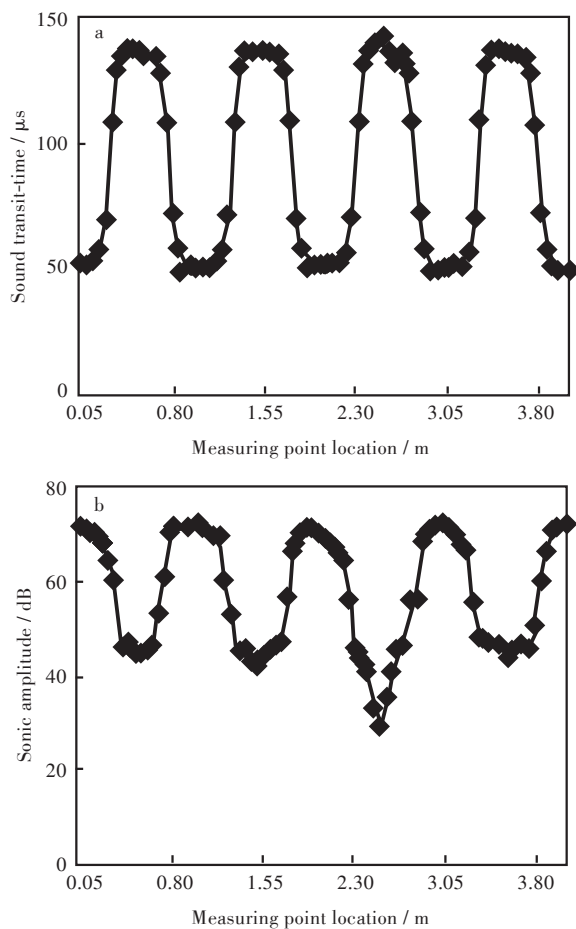 150
a
100
50
0
0.05 0.80 1.55 2.30 3.05 3.80
Sound transit-time / μs
Measuring point location / m
80
b
60
40
20
0
0.05 0.80 1.55 2.30 3.05 3.80
Sonic amplitude / dB
Measuring point location / m